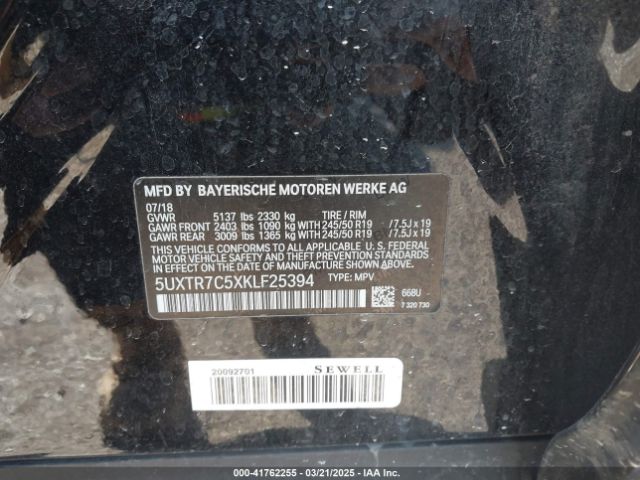 MFD BY BAYERISCHE MOTOREN WERKE AG
07/18
GVWR 5137 lbs 2330 kg TIRE / RIM
GAWR FRONT 2403 lbs 1090 kg WITH 245/50 R19 /7.5J x 19
GAWR REAR 3009 lbs 1365 kg WITH 245/50 R19 /7.5J x 19
THIS VEHICLE CONFORMS TO ALL APPLICABLE U.S. FEDERAL
MOTOR VEHICLE SAFETY AND THEFT PREVENTION STANDARDS
IN EFFECT ON THE DATE OF MANUFACTURE SHOWN ABOVE.
5UXTR7C5XKLF25394 TYPE: MPV
668U
7 320 730
20092701 SEWELL
000-41762255 - 03/21/2025 - IAA Inc.